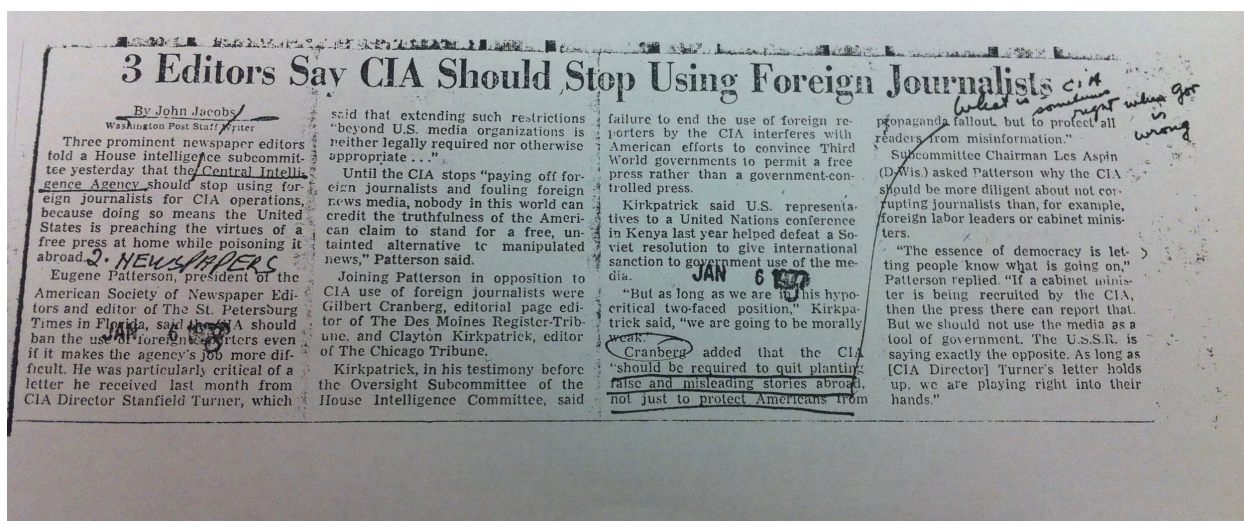 3 Editors Say CIA Should Stop Using Foreign Journalists
By John Jacobs
Washington Post Staff Writer
Three prominent newspaper editors
told a House intelligence subcommit-
tee yesterday that the Central Intelli-
gence Agency should stop using for-
eign journalists for CIA operations,
because doing so means the United
States is preaching the virtues of a
free press at home while poisoning it
abroad.
2. NEWSPAPERS
Eugene Patterson, president of the
American Society of Newspaper Edi-
tors and editor of The St. Petersburg
Times in Florida, said the CIA should
JAN 6
ban the use of foreign reporters even
if it makes the agency's job more dif-
ficult. He was particularly critical of a
letter he received last month from
CIA Director Stanfield Turner, which
said that extending such restrictions
"beyond U.S. media organizations is
neither legally required nor otherwise
appropriate . . ."
Until the CIA stops "paying off for-
eign journalists and fouling foreign
news media, nobody in this world can
credit the truthfulness of the Ameri-
can claim to stand for a free, un-
tainted alternative to manipulated
news," Patterson said.
Joining Patterson in opposition to
CIA use of foreign journalists were
Gilbert Cranberg, editorial page edi-
tor of The Des Moines Register-Trib-
une, and Clayton Kirkpatrick, editor
of The Chicago Tribune.
Kirkpatrick, in his testimony before
the Oversight Subcommittee of the
House Intelligence Committee, said
failure to end the use of foreign re-
porters by the CIA interferes with
American efforts to convince Third
World governments to permit a free
press rather than a government-con-
trolled press.
Kirkpatrick said U.S. representa-
tives to a United Nations conference
in Kenya last year helped defeat a So-
viet resolution to give international
sanction to government use of the me-
dia.
JAN 6
"But as long as we are in this hypo-
critical two-faced position," Kirkpa-
trick said, "we are going to be morally
weak."
Cranberg added that the CIA
"should be required to quit planting
false and misleading stories abroad,
not just to protect Americans from
What is CIA
sometimes
right when gov
is
wrong
propaganda fallout, but to protect all
readers from misinformation."
Subcommittee Chairman Les Aspin
(D-Wis.) asked Patterson why the CIA
should be more diligent about not cor-
rupting journalists than, for example,
foreign labor leaders or cabinet minis-
ters.
"The essence of democracy is let-
ting people know what is going on,"
Patterson replied. "If a cabinet minis-
ter is being recruited by the CIA,
then the press there can report that.
But we should not use the media as a
tool of government. The U.S.S.R. is
saying exactly the opposite. As long as
[CIA Director] Turner's letter holds
up, we are playing right into their
hands."